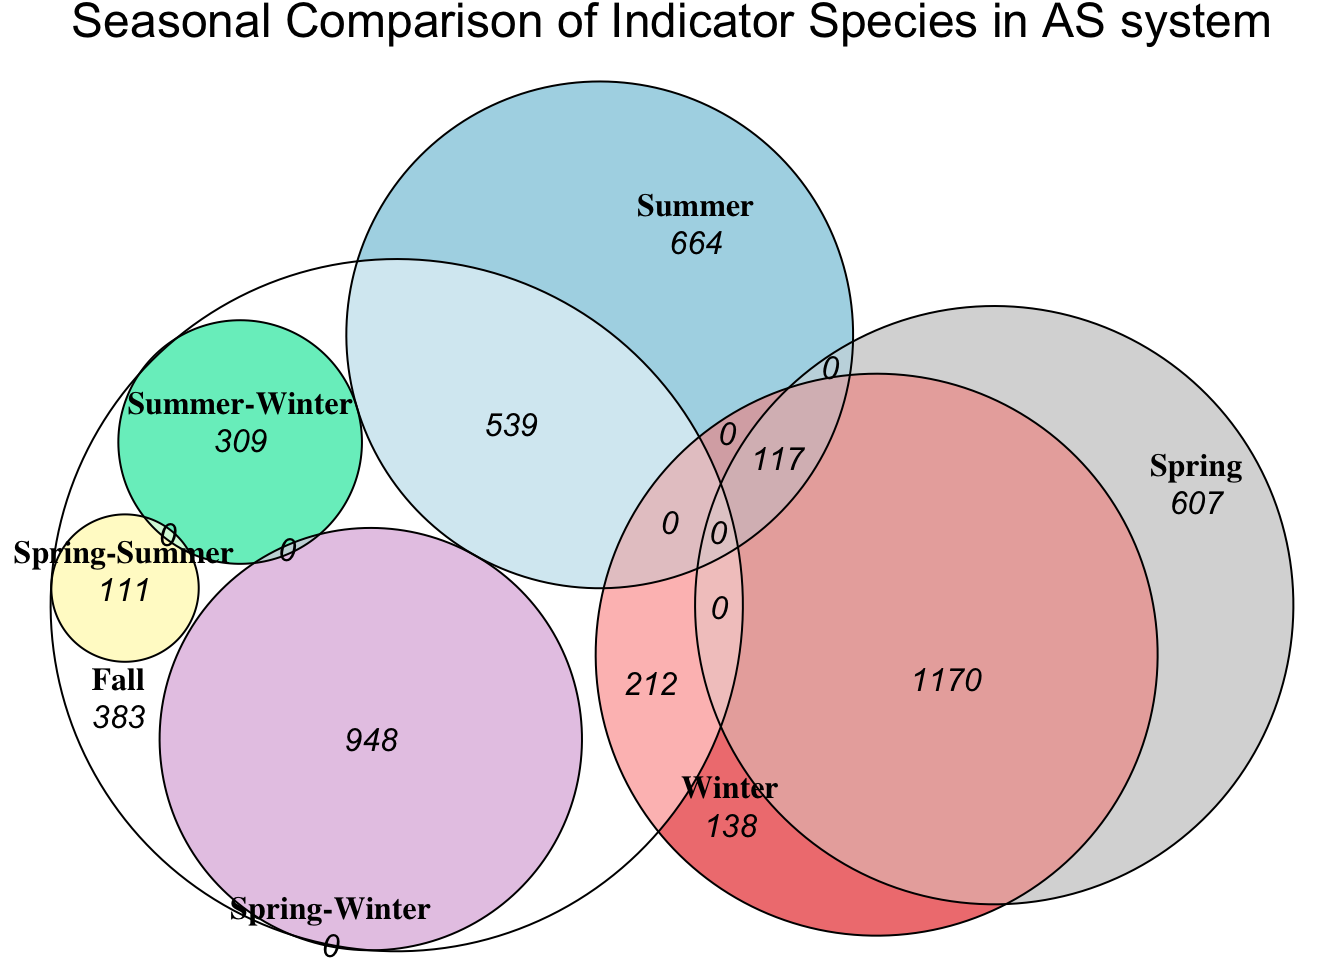 Seasonal Comparison of Indicator Species in AS system
Summer
664
0
Summer-Winter
309
539
0
117
Spring
607
0
0
0
0
Spring-Summer
111
0
Fall
383
212
1170
948
Winter
138
Spring-Winter
0